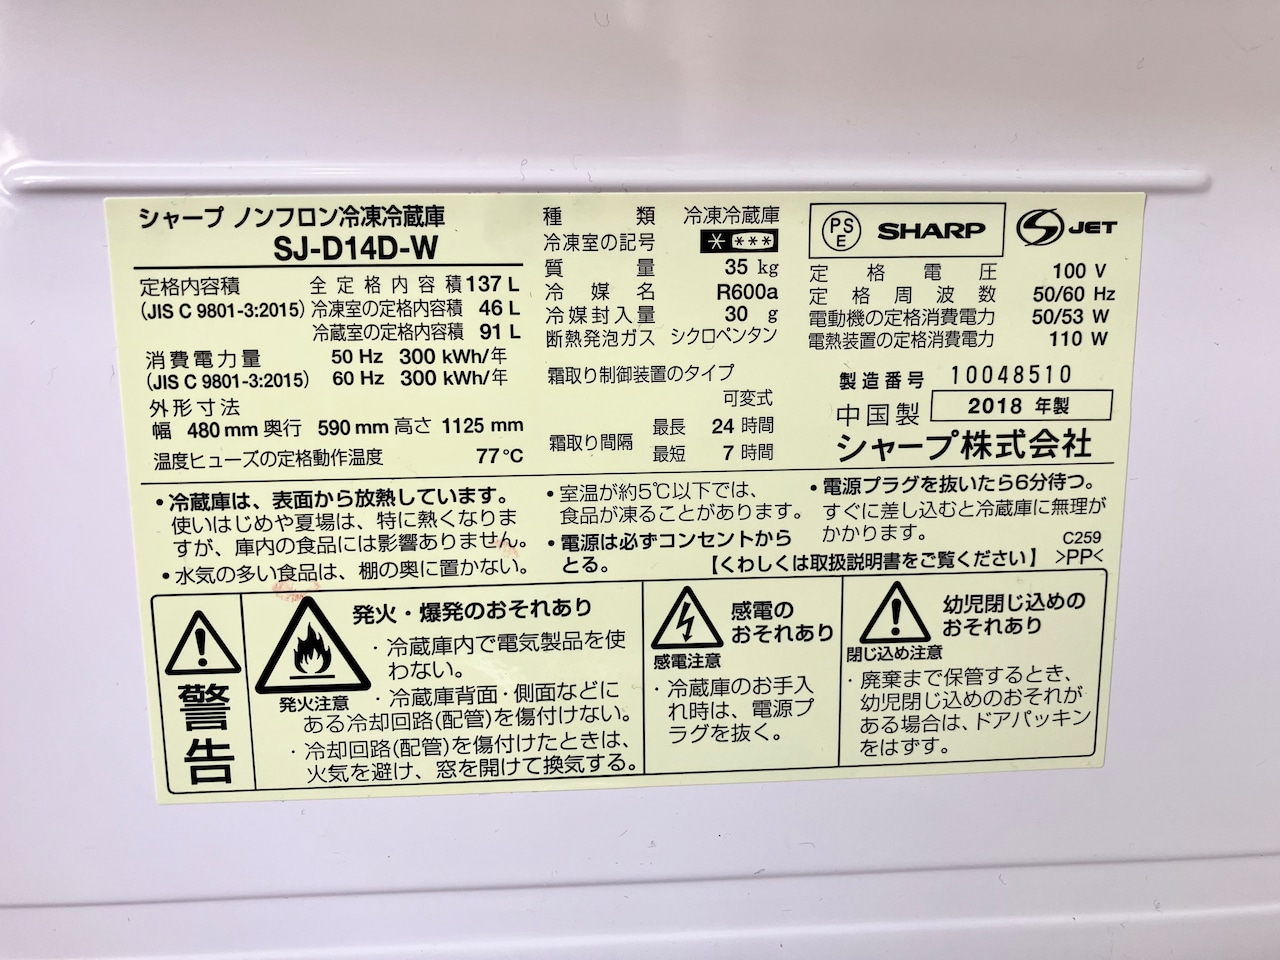 シャープ ノンフロン冷凍冷蔵庫
SJ-D14D-W
定格内容積 全定格内容積 137 L
(JIS C 9801-3:2015) 冷凍室の定格内容積 46 L
冷蔵室の定格内容積 91 L
消費電力量 50 Hz 300 kWh/年
(JIS C 9801-3:2015) 60 Hz 300 kWh/年
外形寸法
幅 480 mm 奥行 590 mm 高さ 1125 mm
温度ヒューズの定格動作温度 77℃
種類 冷凍冷蔵庫
冷凍室の記号
質量 35 kg
冷媒名 R600a
冷媒封入量 30 g
断熱発泡ガス シクロペンタン
霜取り制御装置のタイプ
可変式
霜取り間隔 最長 24 時間
最短 7 時間
PSE SHARP
JET
定格電圧 100 V
定格周波数 50/60 Hz
電動機の定格消費電力 50/53 W
電熱装置の定格消費電力 110 W
製造番号 10048510
中国製 2018 年製
シャープ株式会社
・冷蔵庫は、表面から放熱しています。
使いはじめや夏場は、特に熱くなりま
すが、庫内の食品には影響ありません。
・水気の多い食品は、棚の奥に置かない。
・室温が約5℃以下では、
食品が凍ることがあります。
・電源は必ずコンセントから
とる。
・電源プラグを抜いたら6分待つ。
すぐに差し込むと冷蔵庫に無理が
かかります。
C259
【くわしくは取扱説明書をご覧ください】 >PP<
警告
発火注意
発火・爆発のおそれあり
・冷蔵庫内で電気製品を使
わない。
・冷蔵庫背面・側面などに
ある冷却回路(配管)を傷付けない。
・冷却回路(配管)を傷付けたときは、
火気を避け、窓を開けて換気する。
感電注意
感電の
おそれあり
・冷蔵庫のお手入
れ時は、電源プ
ラグを抜く。
閉じ込め注意
幼児閉じ込めの
おそれあり
・廃棄まで保管するとき、
幼児閉じ込めのおそれが
ある場合は、ドアパッキン
をはずす。